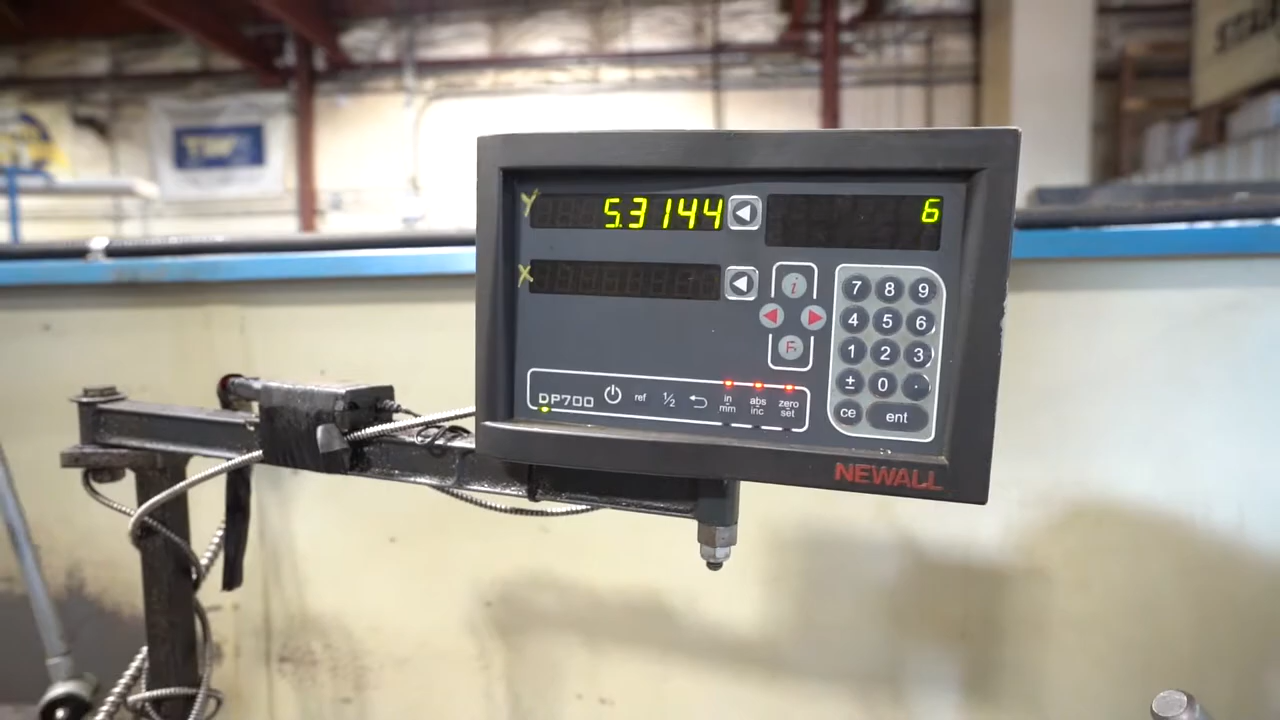 Y 5.3144 6
X
i
F
7 8 9
4 5 6
1 2 3
± 0 .
ce ent
DP700 ref 1/2 in mm abs inc zero set
NEWALL